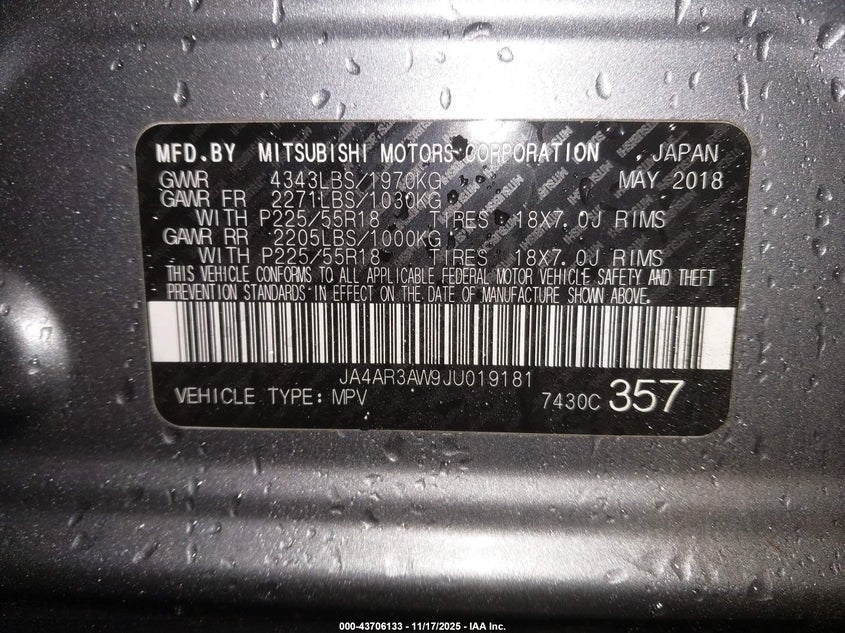 MFD.BY MITSUBISHI MOTORS CORPORATION JAPAN
GWR 4343LBS/1970KG MAY 2018
GAWR FR 2271LBS/1030KG
WITH P225/55R18 TIRES 18X7.0J RIMS
GAWR RR 2205LBS/1000KG
WITH P225/55R18 TIRES 18X7.0J RIMS
THIS VEHICLE CONFORMS TO ALL APPLICABLE FEDERAL MOTOR VEHICLE SAFETY AND THEFT
PREVENTION STANDARDS IN EFFECT ON THE DATE OF MANUFACTURE SHOWN ABOVE.
JA4AR3AW9JU019181
VEHICLE TYPE: MPV 7430C 357
000-43706133 - 11/17/2025 - IAA Inc.